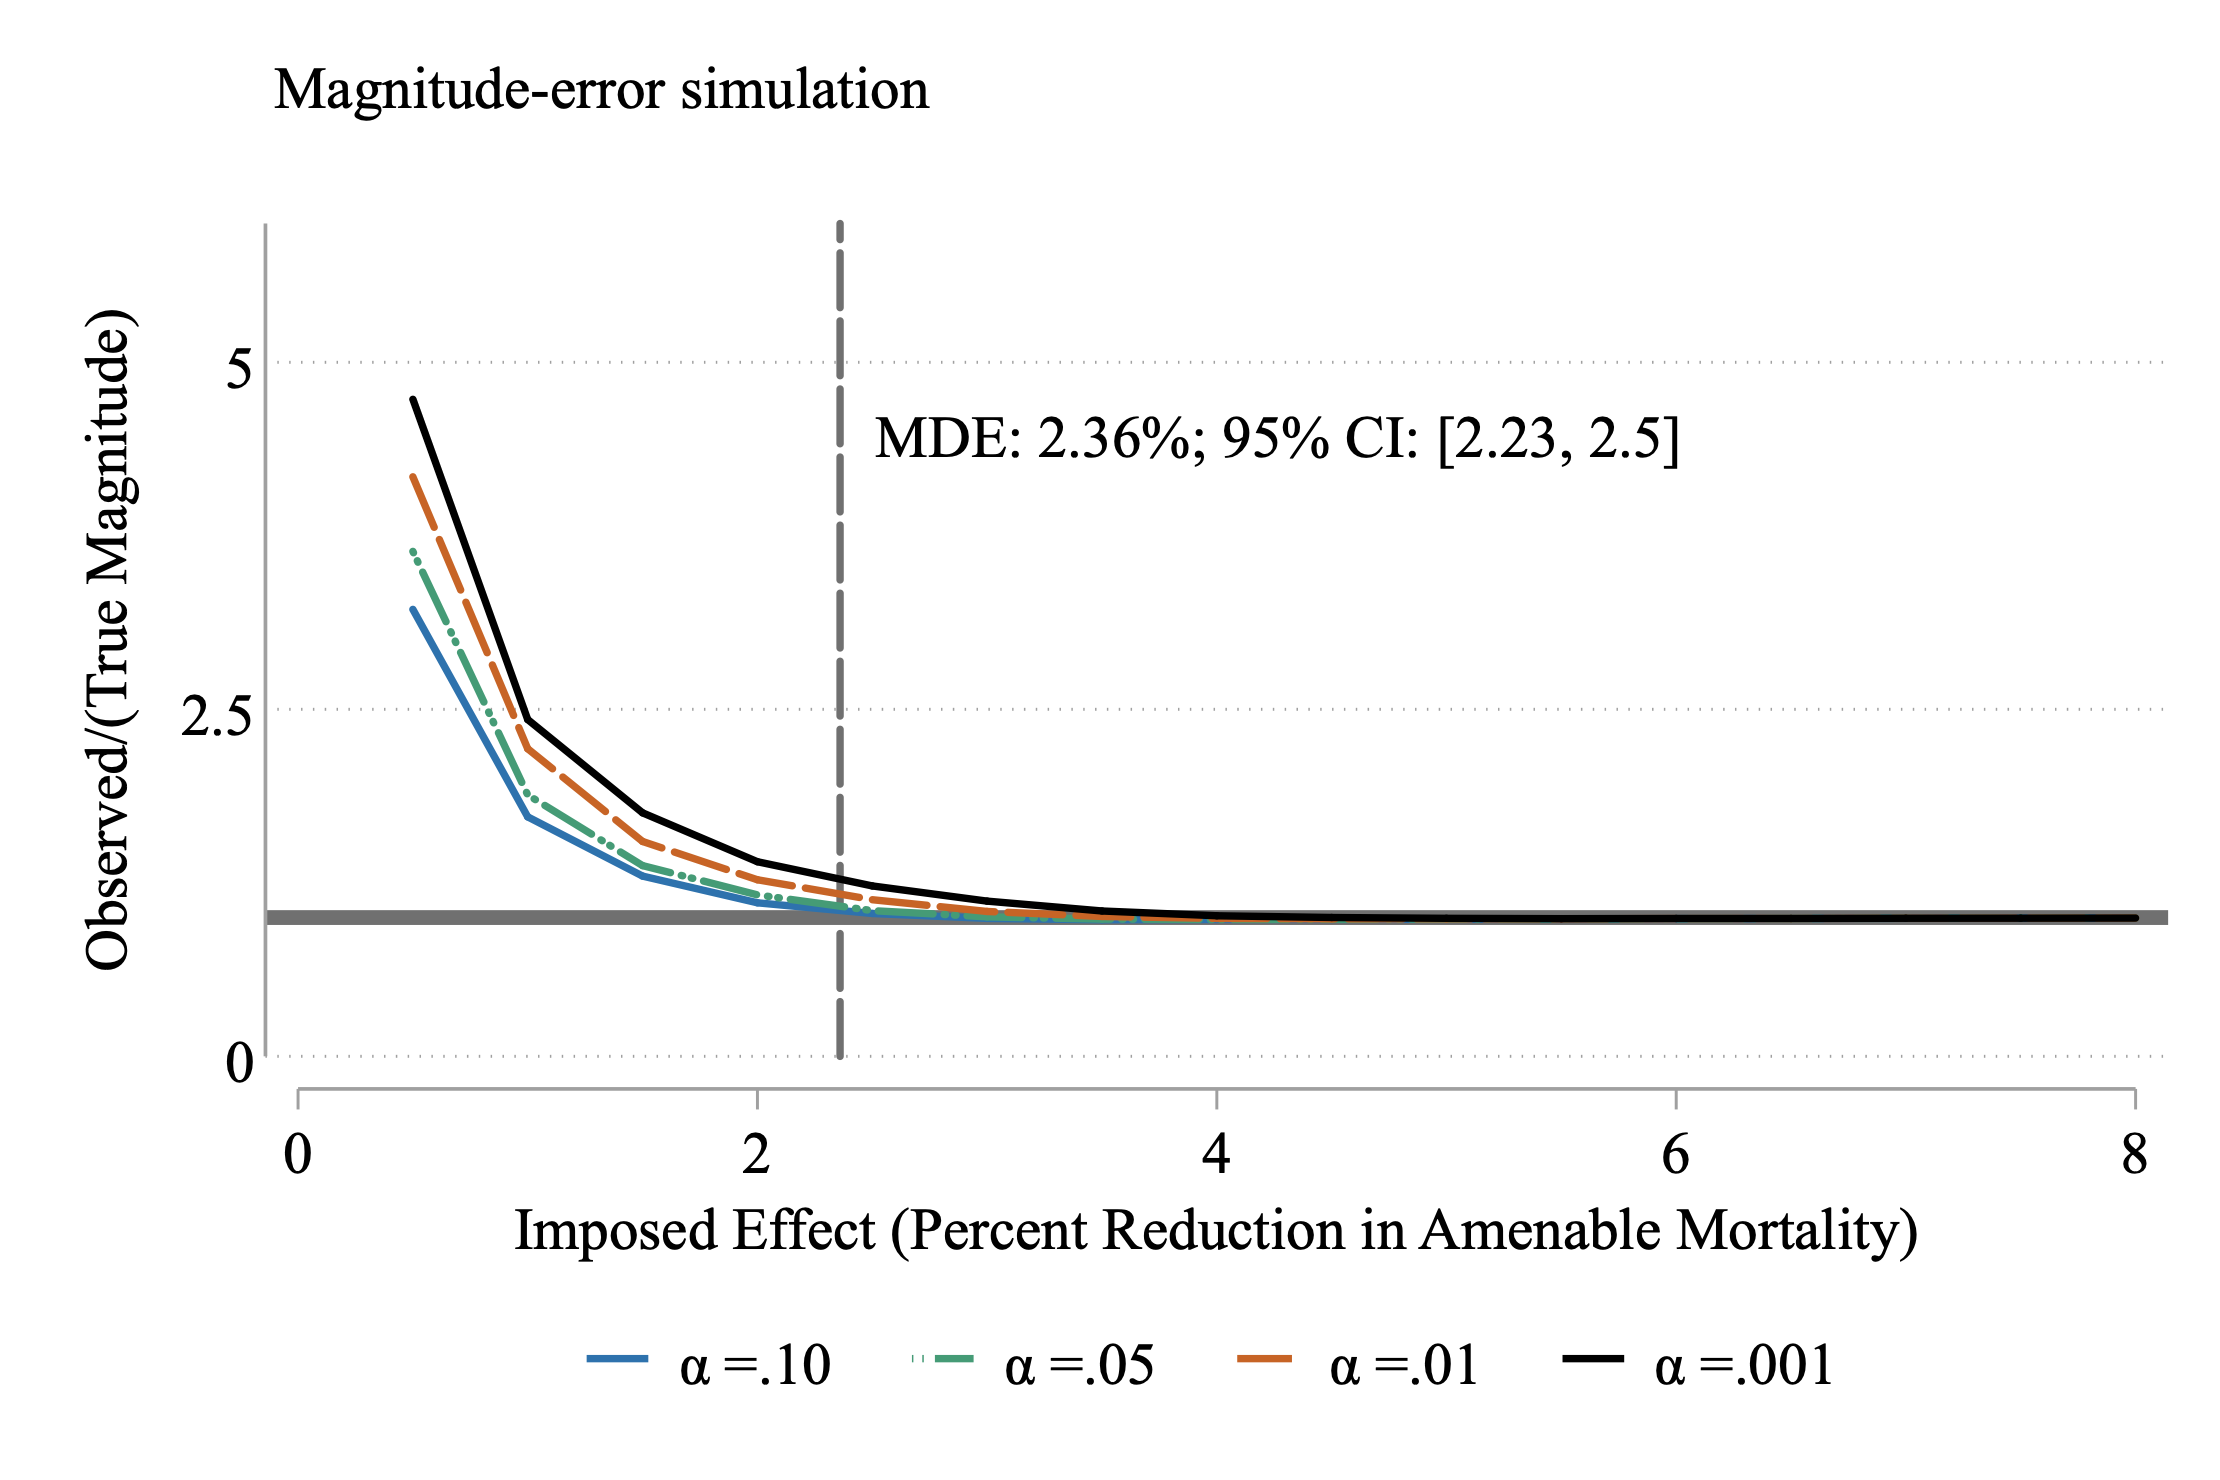 Magnitude-error simulation
Observed/(True Magnitude)
5
2.5
0
MDE: 2.36%; 95% CI: [2.23, 2.5]
0 2 4 6 8
Imposed Effect (Percent Reduction in Amenable Mortality)
α =.10 α =.05 α =.01 α =.001